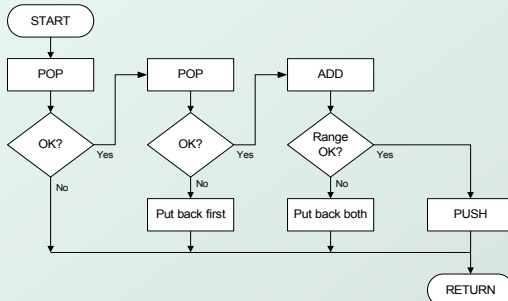 START
POP
POP
ADD
OK?
OK?
Range
OK?
Yes
Yes
Yes
No
No
No
Put back first
Put back both
PUSH
RETURN